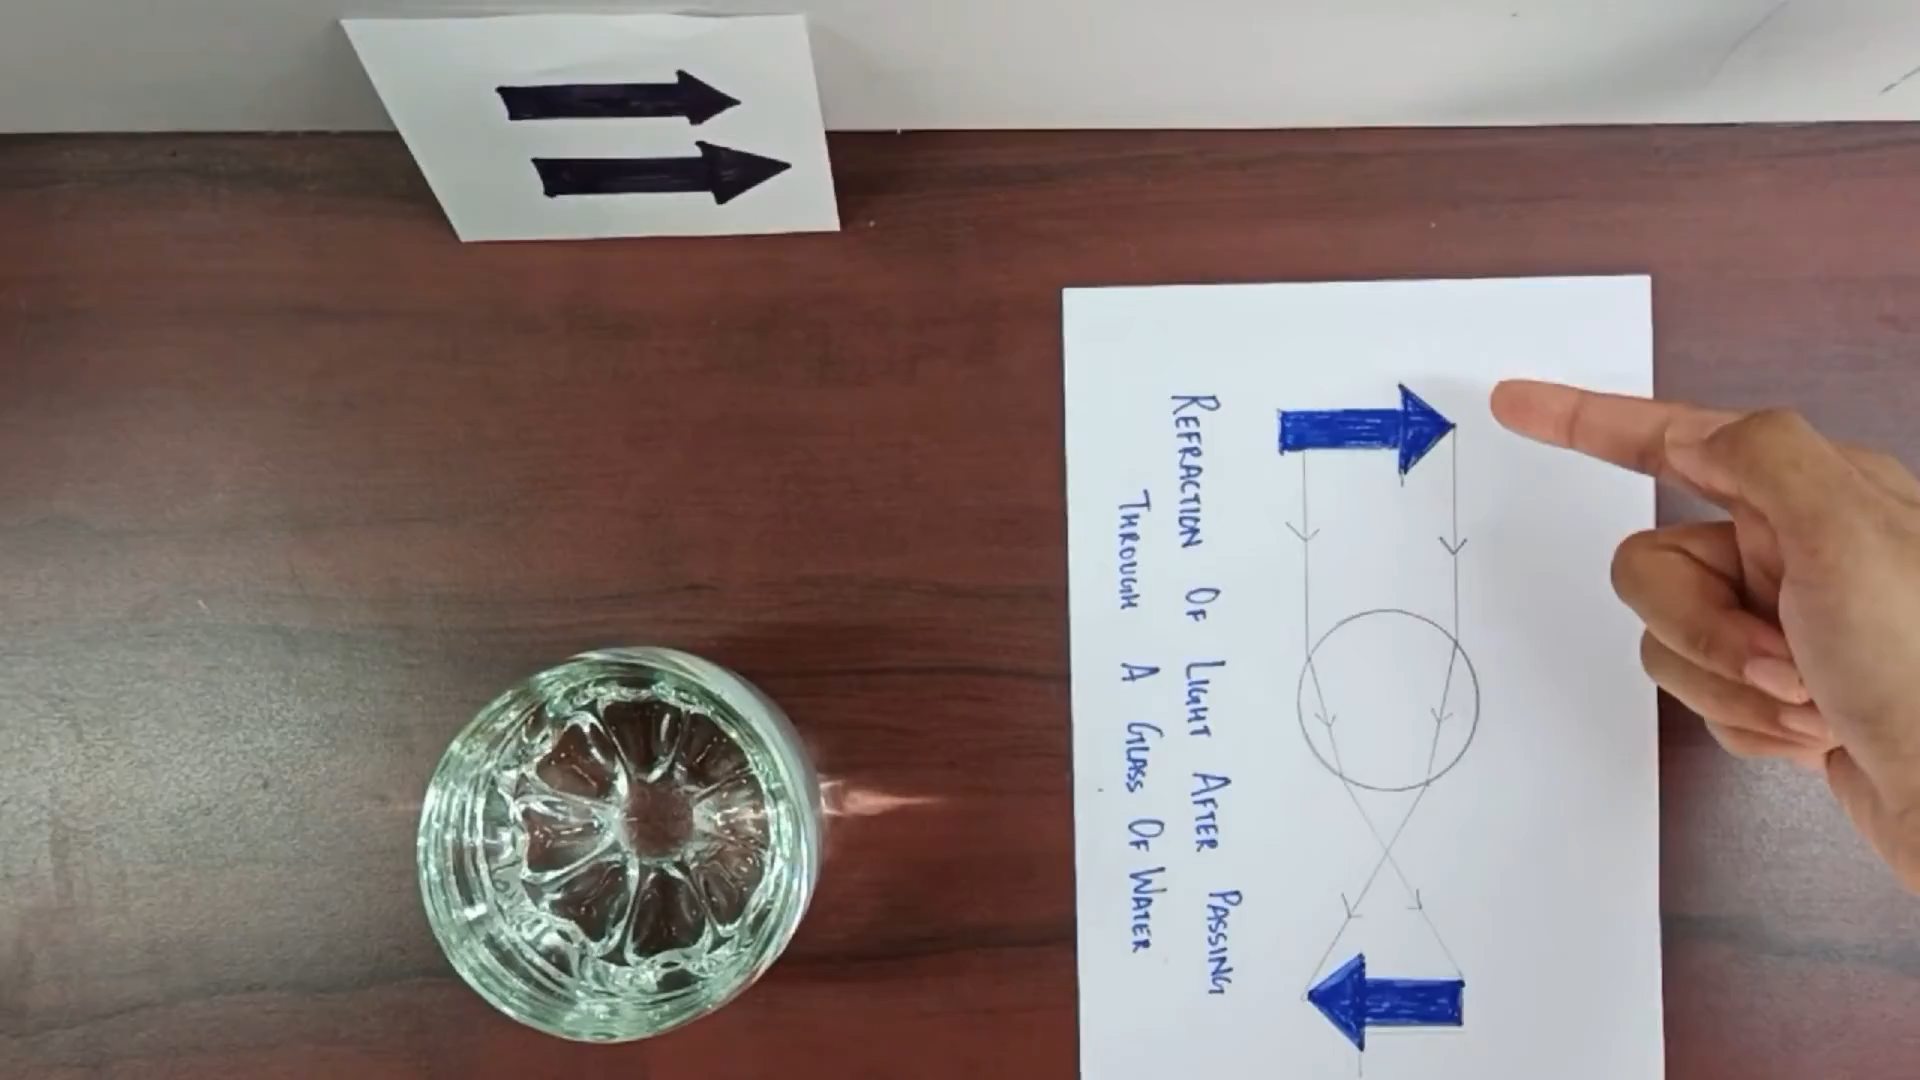 REFRACTION OF LIGHT AFTER PASSING
THROUGH A GLASS OF WATER